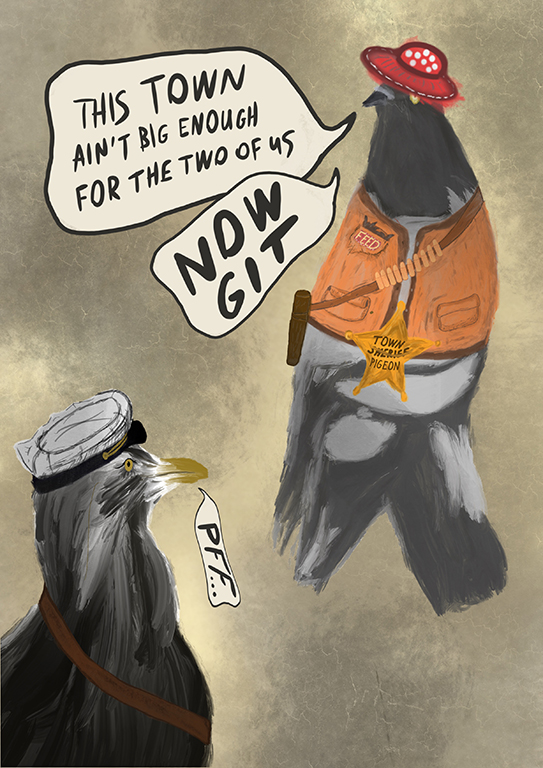 THIS TOWN
AIN'T BIG ENOUGH
FOR THE TWO OF US
NOW
GIT
FEED
TOWN
SHERIFF
PIGEON
PFF...